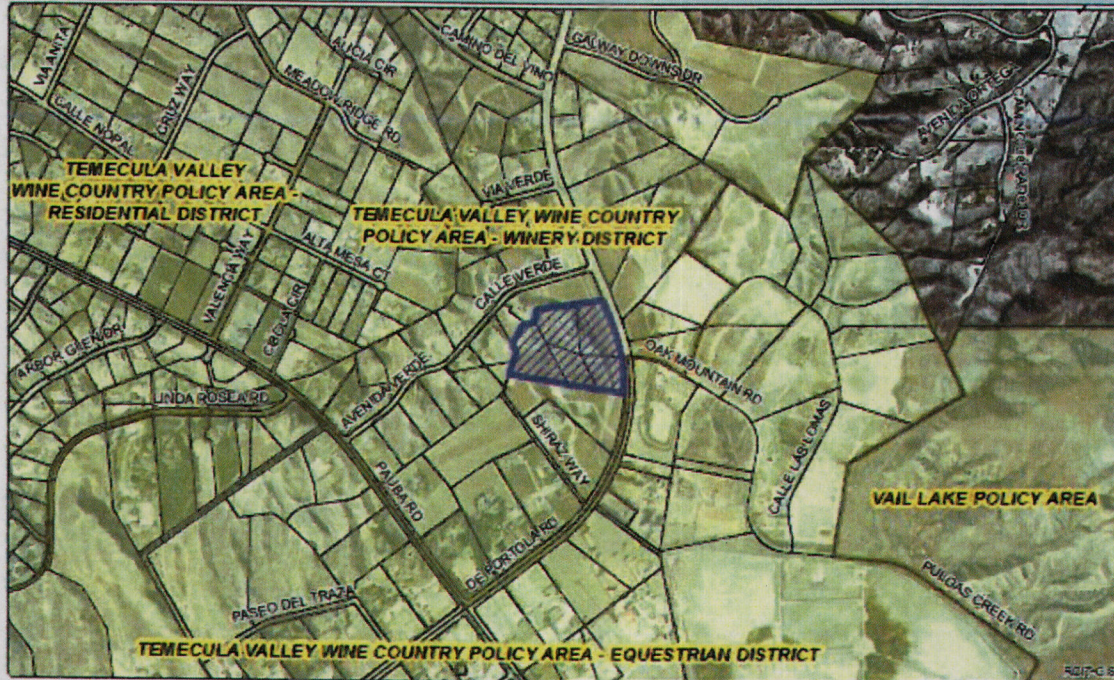 VIA ANITA
CRUZ WAY
ALICIA CIR
CAMINO DEL VINO
GALWAY DOWNS DR
AVENIDA ORTEGA
CALLE NOPAL
MEADOW RIDGE RD
TEMECULA VALLEY
WINE COUNTRY POLICY AREA -
RESIDENTIAL DISTRICT
VIA VERDE
TEMECULA VALLEY WINE COUNTRY
POLICY AREA - WINERY DISTRICT
VALENCIA WAY
ALTA MESA CT
CALLE VERDE
ARBOR GLEN DR
AVENIDA VERDE
OAK MOUNTAIN RD
LINDA ROSEA RD
SHIRAZ WAY
CALLE LAS LOMAS
PAUBA RD
VAIL LAKE POLICY AREA
DE PORTOLA RD
PULGAS CREEK RD
PASEO DEL TRAZA
TEMECULA VALLEY WINE COUNTRY POLICY AREA - EQUESTRIAN DISTRICT